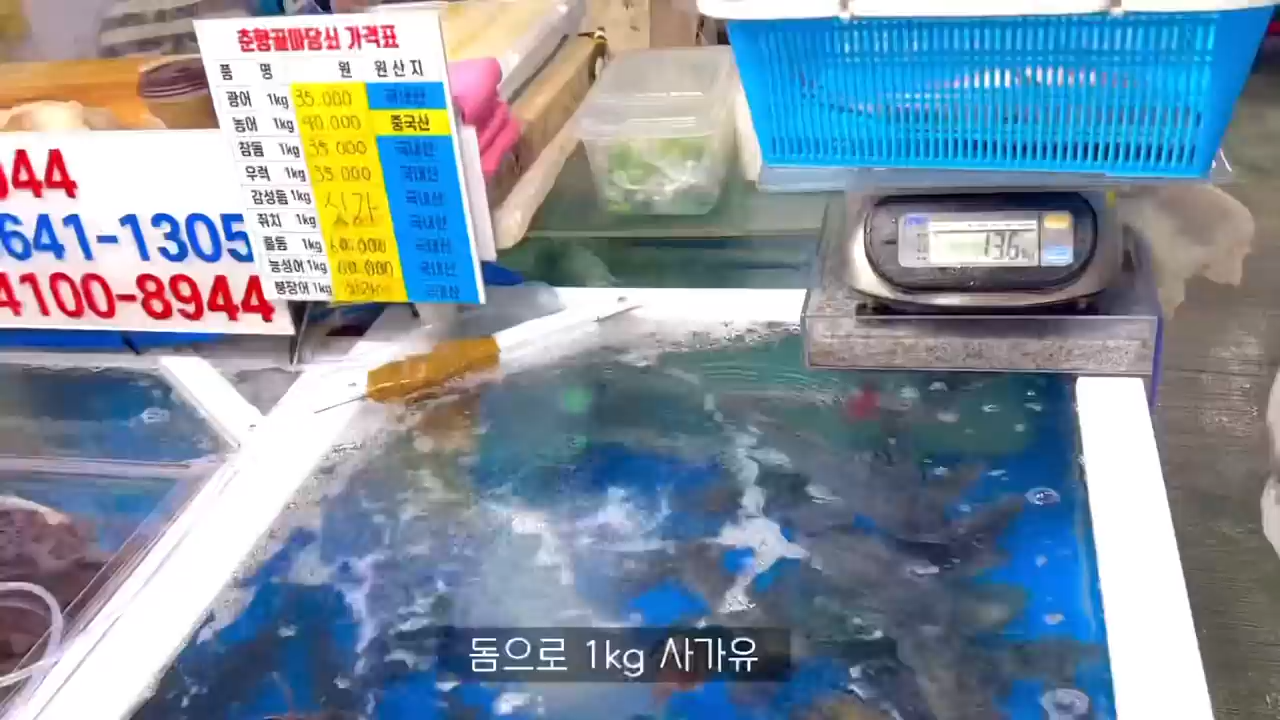 춘향골마당쇠 가격표
품 명 원 원산지
광어 1kg 35.000 국내산
농어 1kg 40.000 중국산
참돔 1kg 35.000 국내산
우럭 1kg 35.000 국내산
감성돔 1kg 싯가 국내산
쥐치 1kg 국내산
돌돔 1kg 60.000 국내산
능성어 1kg 국내산
붕장어 1kg 국내산
944
641-1305
4100-8944
13.6
돔으로 1kg 사가유